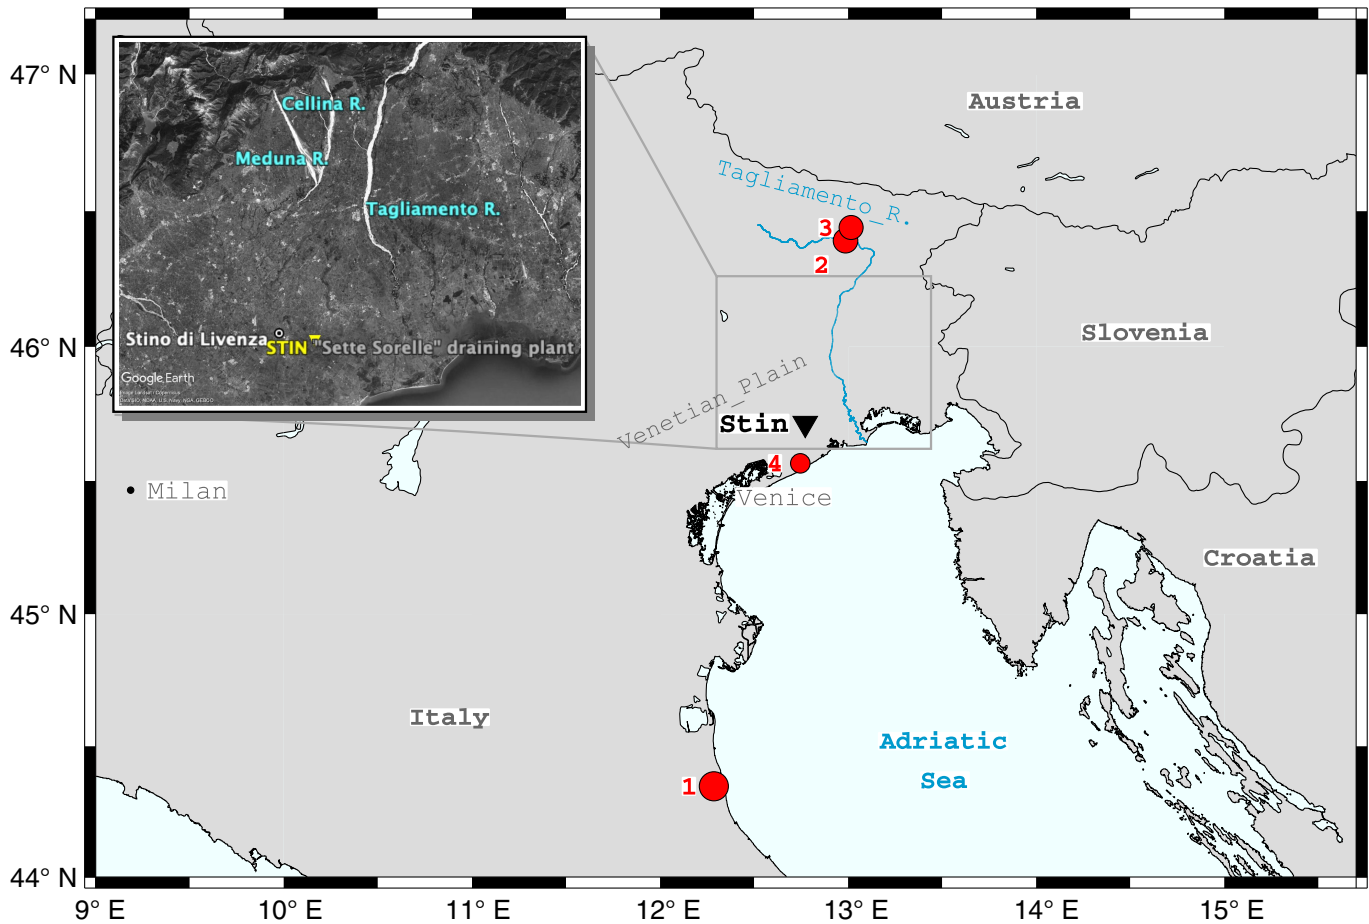 47° N
46° N
45° N
44° N
9° E
10° E
11° E
12° E
13° E
14° E
15° E
Cellina R.
Meduna R.
Tagliamento R.
Stino di Livenza
STIN "Sette Sorelle" draining plant
Google Earth
Austria
Tagliamento_R.
3
2
Slovenia
Venetian_Plain
Stin
4
Milan
Venice
Croatia
Italy
Adriatic
Sea
1